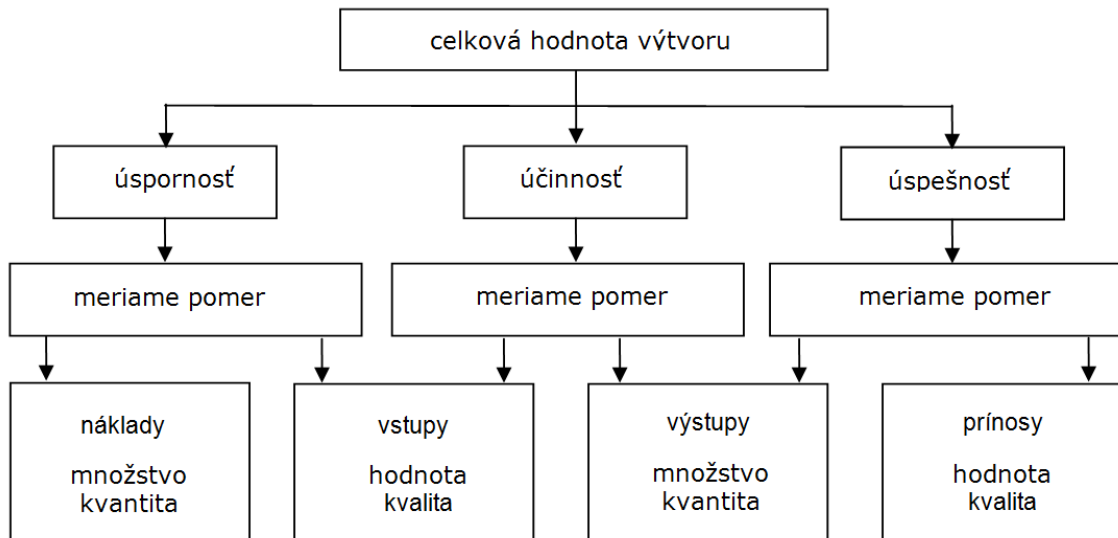 celková hodnota výtvoru
úspornosť
účinnosť
úspešnosť
meriame pomer
meriame pomer
meriame pomer
náklady
množstvo
kvantita
vstupy
hodnota
kvalita
výstupy
množstvo
kvantita
prínosy
hodnota
kvalita